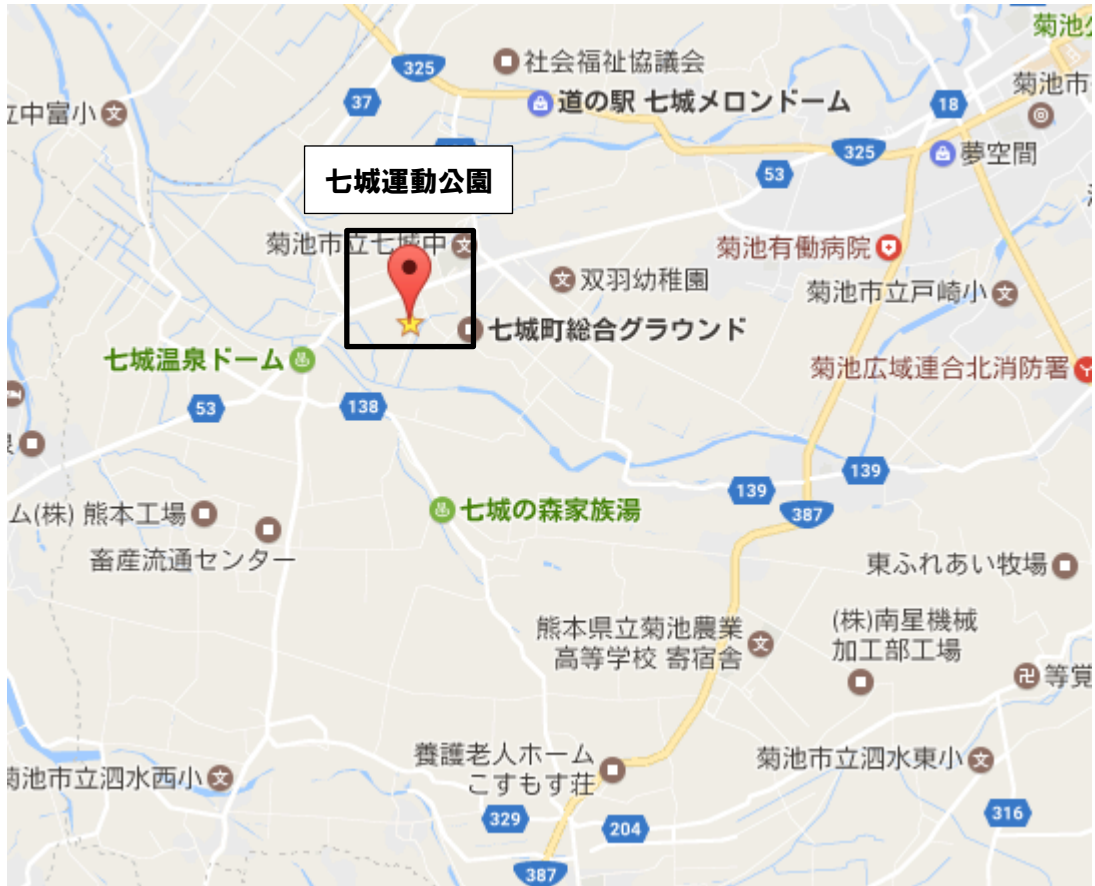 菊池公
325
社会福祉協議会
菊池市
37
道の駅 七城メロンドーム
18
立中富小
文
325
夢空間
53
七城運動公園
菊池市立七城中
文
菊池有働病院
文
双羽幼稚園
菊池市立戸崎小
文
七城町総合グラウンド
七城温泉ドーム
菊池広域連合北消防署
53
138
139
139
七城の森家族湯
387
ム(株) 熊本工場
畜産流通センター
東ふれあい牧場
熊本県立菊池農業
高等学校 寄宿舎
文
(株)南星機械
加工部工場
卍
等覚
養護老人ホーム
こすもす荘
菊池市立泗水東小
文
菊池市立泗水西小
文
329
204
316
387